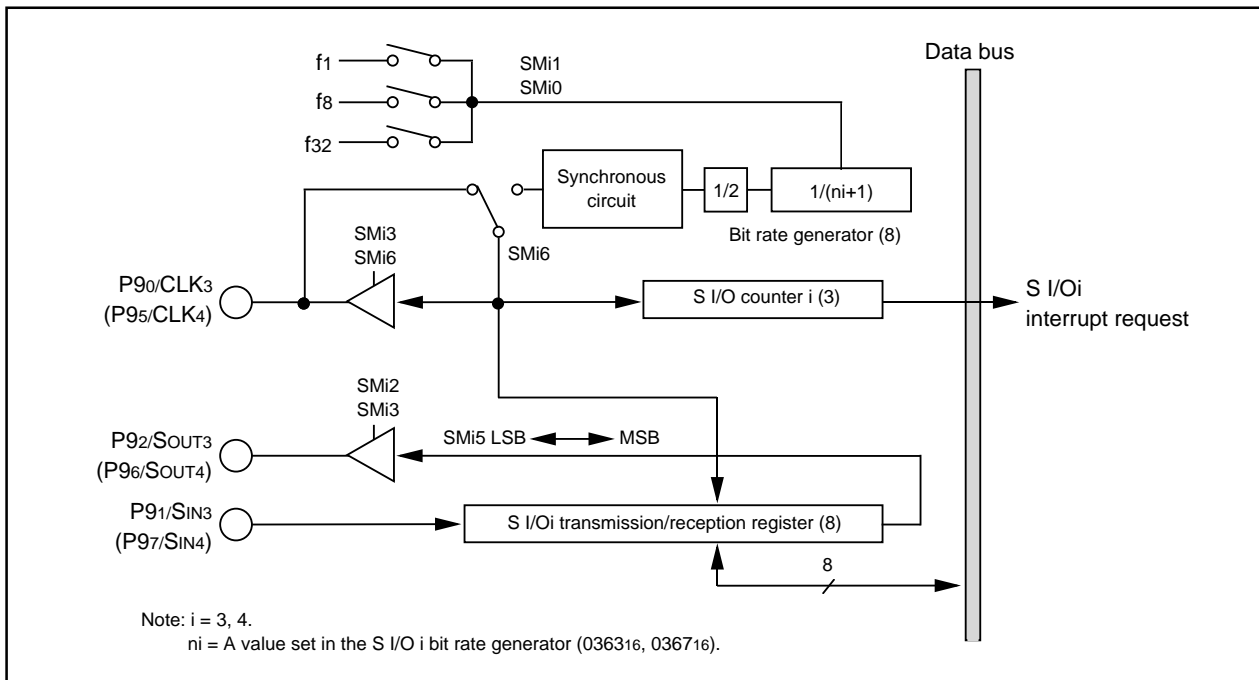 Data bus
f1
SMi1
SMi0
f8
f32
Synchronous
circuit
1/2
1/(ni+1)
Bit rate generator (8)
SMi6
SMi3
SMi6
P90/CLK3
(P95/CLK4)
S I/O counter i (3)
S I/Oi
interrupt request
SMi2
SMi3
SMi5 LSB
MSB
P92/SOUT3
(P96/SOUT4)
P91/SIN3
(P97/SIN4)
S I/Oi transmission/reception register (8)
8
Note: i = 3, 4.
ni = A value set in the S I/O i bit rate generator (036316, 036716).